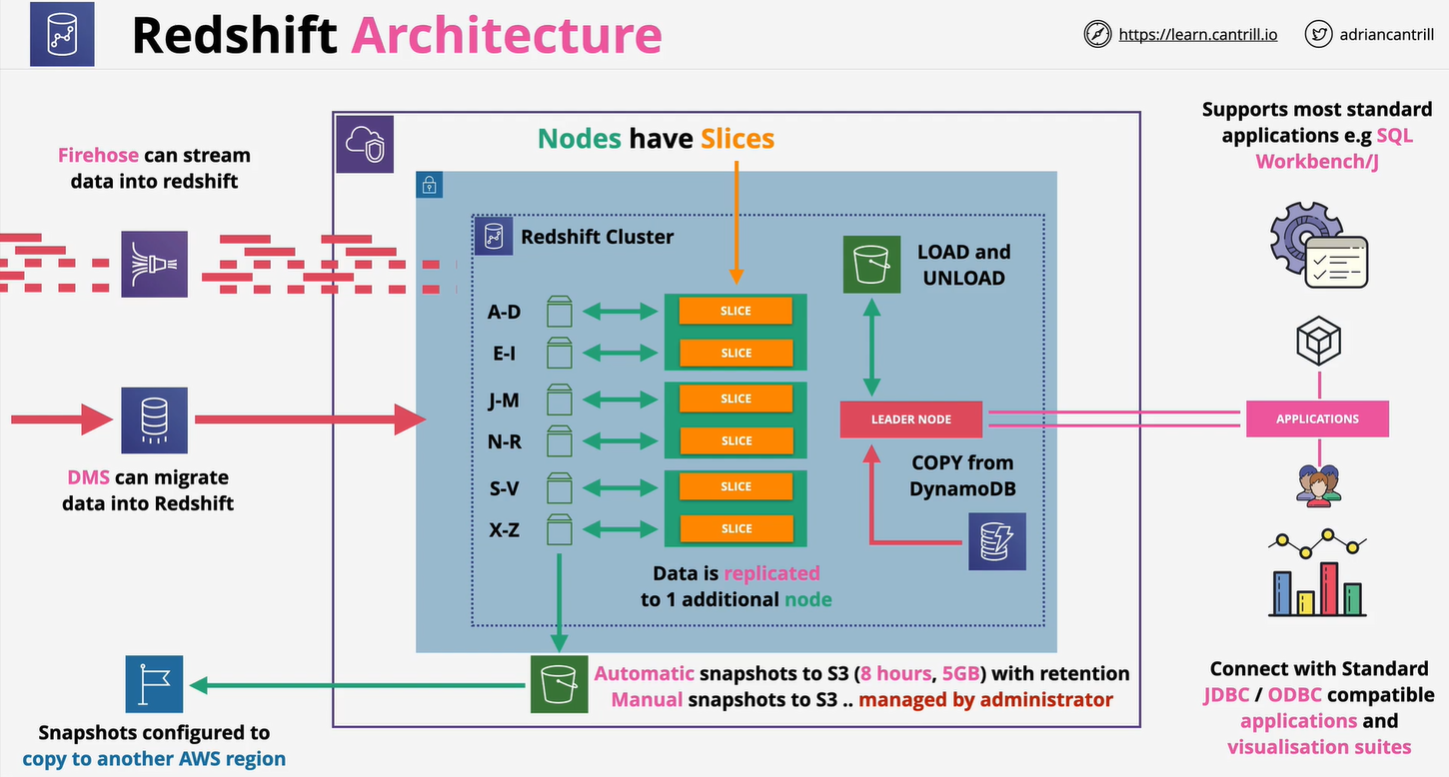 Redshift Architecture
https://learn.cantrill.io
adriancantrill
Firehose can stream
data into redshift
DMS can migrate
data into Redshift
Nodes have Slices
Redshift Cluster
A-D
SLICE
E-I
SLICE
J-M
SLICE
N-R
SLICE
S-V
SLICE
X-Z
SLICE
Data is replicated
to 1 additional node
LOAD and
UNLOAD
LEADER NODE
COPY from
DynamoDB
Automatic snapshots to S3 (8 hours, 5GB) with retention
Manual snapshots to S3 .. managed by administrator
Snapshots configured to
copy to another AWS region
Supports most standard
applications e.g SQL
Workbench/J
APPLICATIONS
Connect with Standard
JDBC / ODBC compatible
applications and
visualisation suites